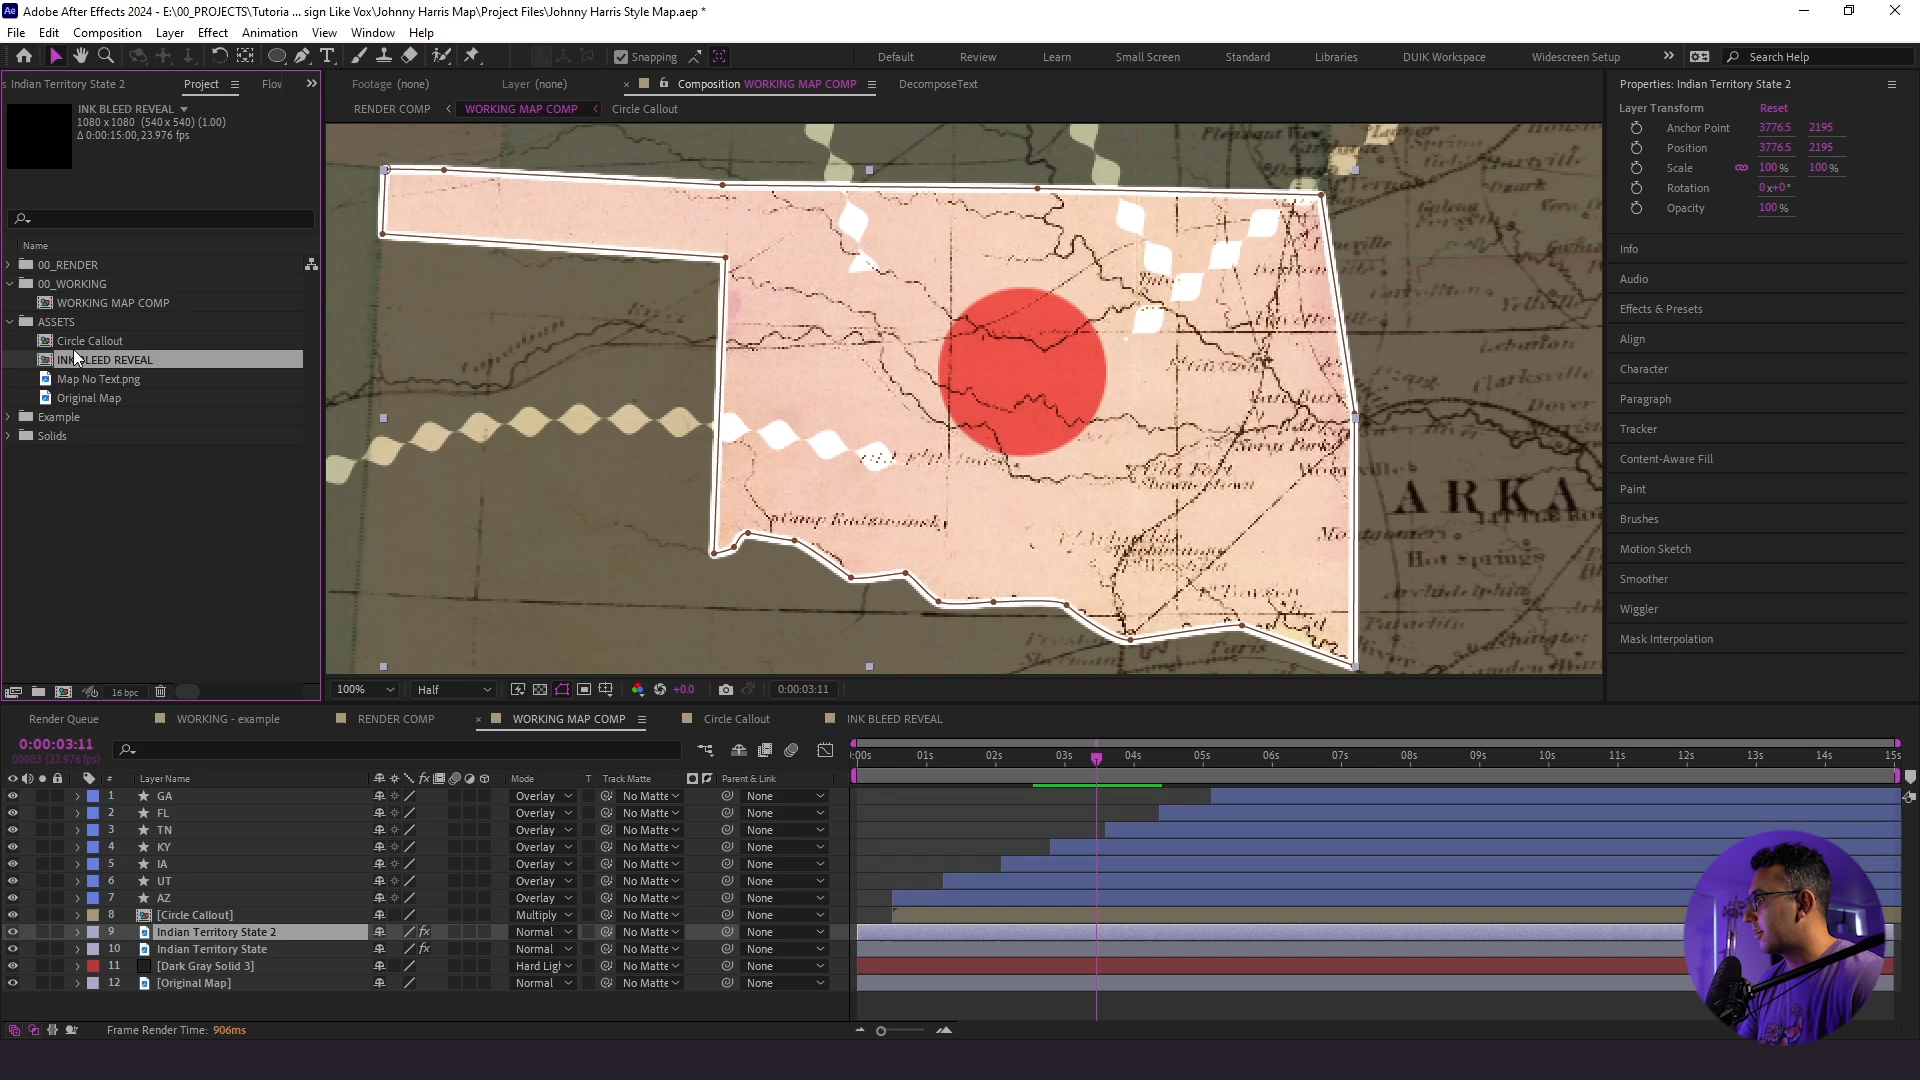 Adobe After Effects 2024 - E:\00_PROJECTS\Tutoria ... sign Like Vox\Johnny Harris Map\Project Files\Johnny Harris Style Map.aep *
File Edit Composition Layer Effect Animation View Window Help
Snapping Default Review Learn Small Screen Standard Libraries DUIK Workspace Widescreen Setup Search Help
s Indian Territory State 2 Project Flov
Footage (none) Layer (none) Composition WORKING MAP COMP DecomposeText
Properties: Indian Territory State 2
RENDER COMP WORKING MAP COMP Circle Callout
INK BLEED REVEAL
1080 x 1080 (540 x 540) (1.00)
Δ 0:00:15:00, 23.976 fps
Name
00_RENDER
00_WORKING
WORKING MAP COMP
ASSETS
Circle Callout
INK BLEED REVEAL
Map No Text.png
Original Map
Example
Solids
16 bpc
ARKA
Hot springs
100% Half +0.0 0:00:03:11
Layer Transform Reset
Anchor Point 3776.5 2195
Position 3776.5 2195
Scale 100 % 100 %
Rotation 0x+0°
Opacity 100 %
Info
Audio
Effects & Presets
Align
Character
Paragraph
Tracker
Content-Aware Fill
Paint
Brushes
Motion Sketch
Smoother
Wiggler
Mask Interpolation
Render Queue WORKING - example RENDER COMP WORKING MAP COMP Circle Callout INK BLEED REVEAL
0:00:03:11
00083 (23.976 fps)
:00s 01s 02s 03s 04s 05s 06s 07s 08s 09s 10s 11s 12s 13s 14s 15s
# Layer Name Mode T Track Matte Parent & Link
1 GA Overlay No Matte None
2 FL Overlay No Matte None
3 TN Overlay No Matte None
4 KY Overlay No Matte None
5 IA Overlay No Matte None
6 UT Overlay No Matte None
7 AZ Overlay No Matte None
8 [Circle Callout] Multiply No Matte None
9 Indian Territory State 2 fx Normal No Matte None
10 Indian Territory State fx Normal No Matte None
11 [Dark Gray Solid 3] Hard Ligh No Matte None
12 [Original Map] Normal No Matte None
Frame Render Time: 906ms